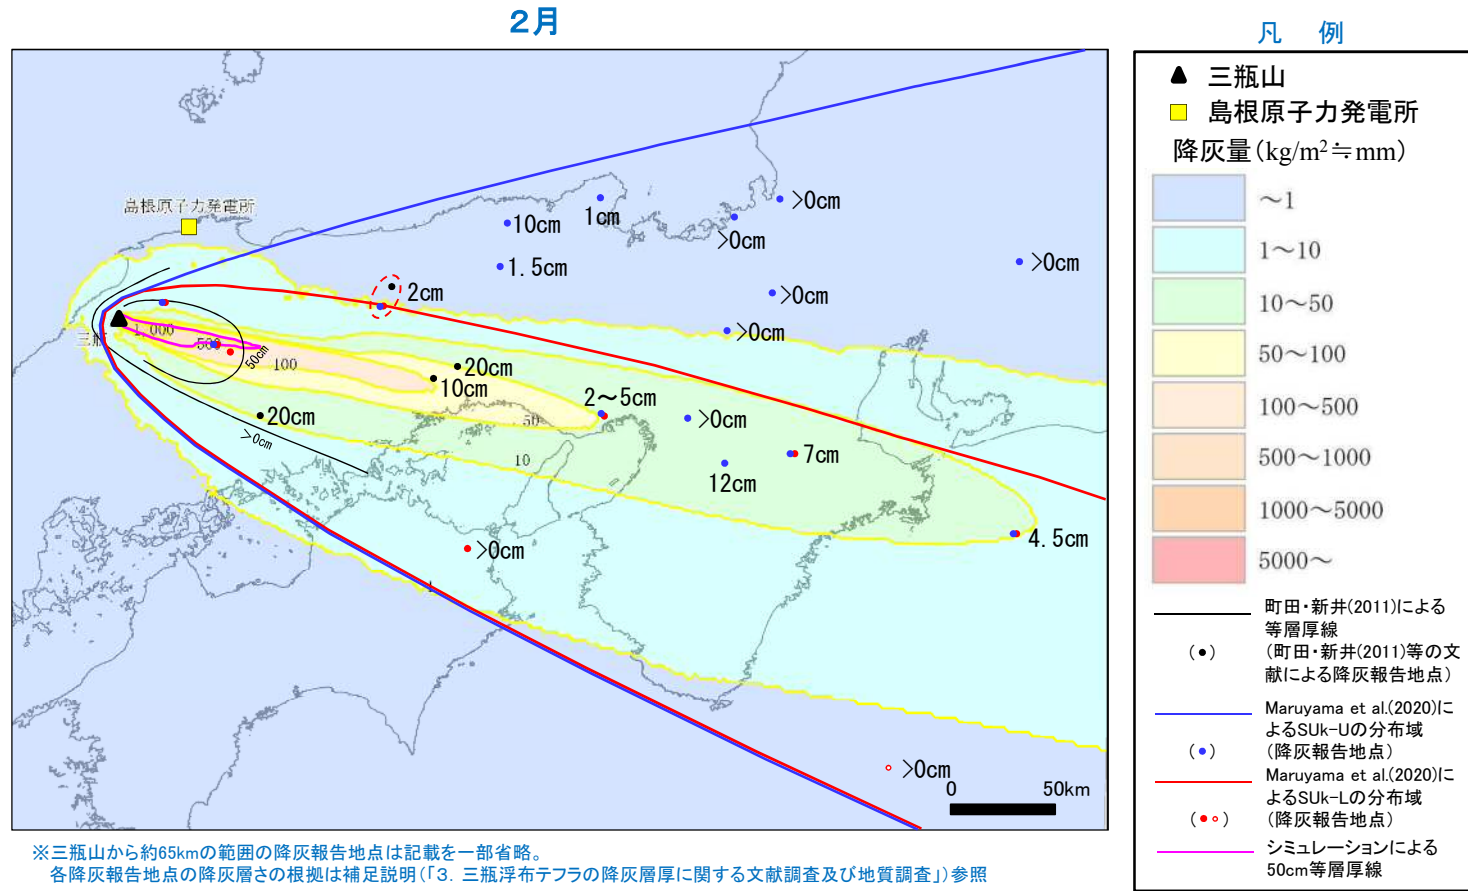 2月
凡 例
三瓶山
島根原子力発電所
降灰量(kg/m²≒mm)
～1
1～10
10～50
50～100
100～500
500～1000
1000～5000
5000～
町田・新井(2011)による
等層厚線
(町田・新井(2011)等の文
献による降灰報告地点)
(●)
Maruyama et al.(2020)に
よるSUk-Uの分布域
(降灰報告地点)
(●)
Maruyama et al.(2020)に
よるSUk-Lの分布域
(降灰報告地点)
(●○)
シミュレーションによる
50cm等層厚線
島根原子力発電所
>0cm
1cm
10cm
>0cm
>0cm
1.5cm
2cm
>0cm
>0cm
三瓶
1,000
500
50cm
100
20cm
10cm
20cm
>0cm
2～5cm
50
>0cm
10
7cm
12cm
4.5cm
>0cm
1
>0cm
0
50km
※三瓶山から約65kmの範囲の降灰報告地点は記載を一部省略。
各降灰報告地点の降灰層さの根拠は補足説明(「3. 三瓶浮布テフラの降灰層厚に関する文献調査及び地質調査」)参照